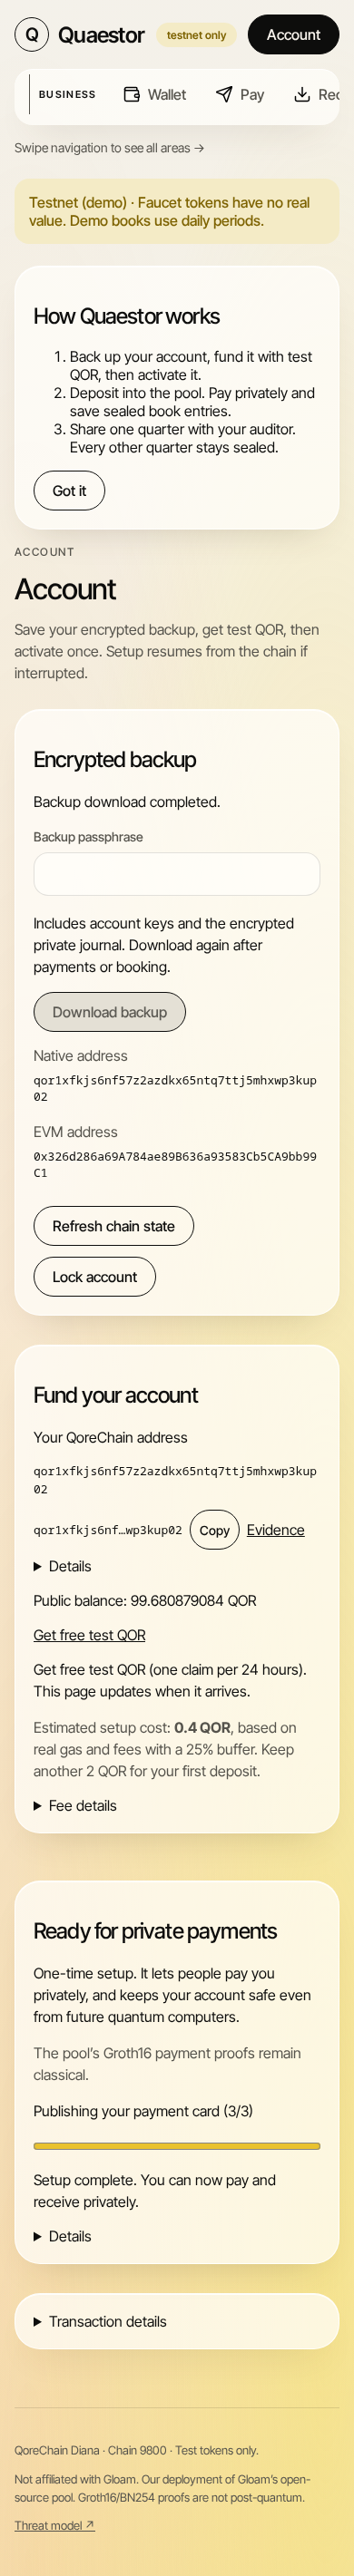 Q Quaestor testnet only Account
BUSINESS Wallet Pay
Swipe navigation to see all areas →
Testnet (demo) · Faucet tokens have no real
value. Demo books use daily periods.
How Quaestor works
1. Back up your account, fund it with test
QOR, then activate it.
2. Deposit into the pool. Pay privately and
save sealed book entries.
3. Share one quarter with your auditor.
Every other quarter stays sealed.
Got it
ACCOUNT
Account
Save your encrypted backup, get test QOR, then
activate once. Setup resumes from the chain if
interrupted.
Encrypted backup
Backup download completed.
Backup passphrase
Includes account keys and the encrypted
private journal. Download again after
payments or booking.
Download backup
Native address
qor1xfkjs6nf57z2azdkx65ntq7ttj5mhxwp3kup
02
EVM address
0x326d286a69A784ae89B636a93583Cb5CA9bb99
C1
Refresh chain state
Lock account
Fund your account
Your QoreChain address
qor1xfkjs6nf57z2azdkx65ntq7ttj5mhxwp3kup
02
qor1xfkjs6nf…wp3kup02 Copy Evidence
▶ Details
Public balance: 99.680879084 QOR
Get free test QOR
Get free test QOR (one claim per 24 hours).
This page updates when it arrives.
Estimated setup cost: 0.4 QOR, based on
real gas and fees with a 25% buffer. Keep
another 2 QOR for your first deposit.
▶ Fee details
Ready for private payments
One-time setup. It lets people pay you
privately, and keeps your account safe even
from future quantum computers.
The pool's Groth16 payment proofs remain
classical.
Publishing your payment card (3/3)
Setup complete. You can now pay and
receive privately.
▶ Details
▶ Transaction details
QoreChain Diana · Chain 9800 · Test tokens only.
Not affiliated with Gloam. Our deployment of Gloam's open-
source pool. Groth16/BN254 proofs are not post-quantum.
Threat model ↗